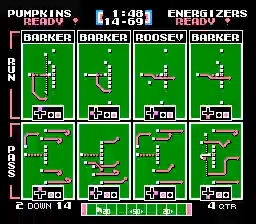 PUMPKINS 1:48 ENERGIZERS
READY 14-69 READY
BARKER BARKER ROOSEV BARKER
RUN
PASS
2 DOWN 14 4 QTR